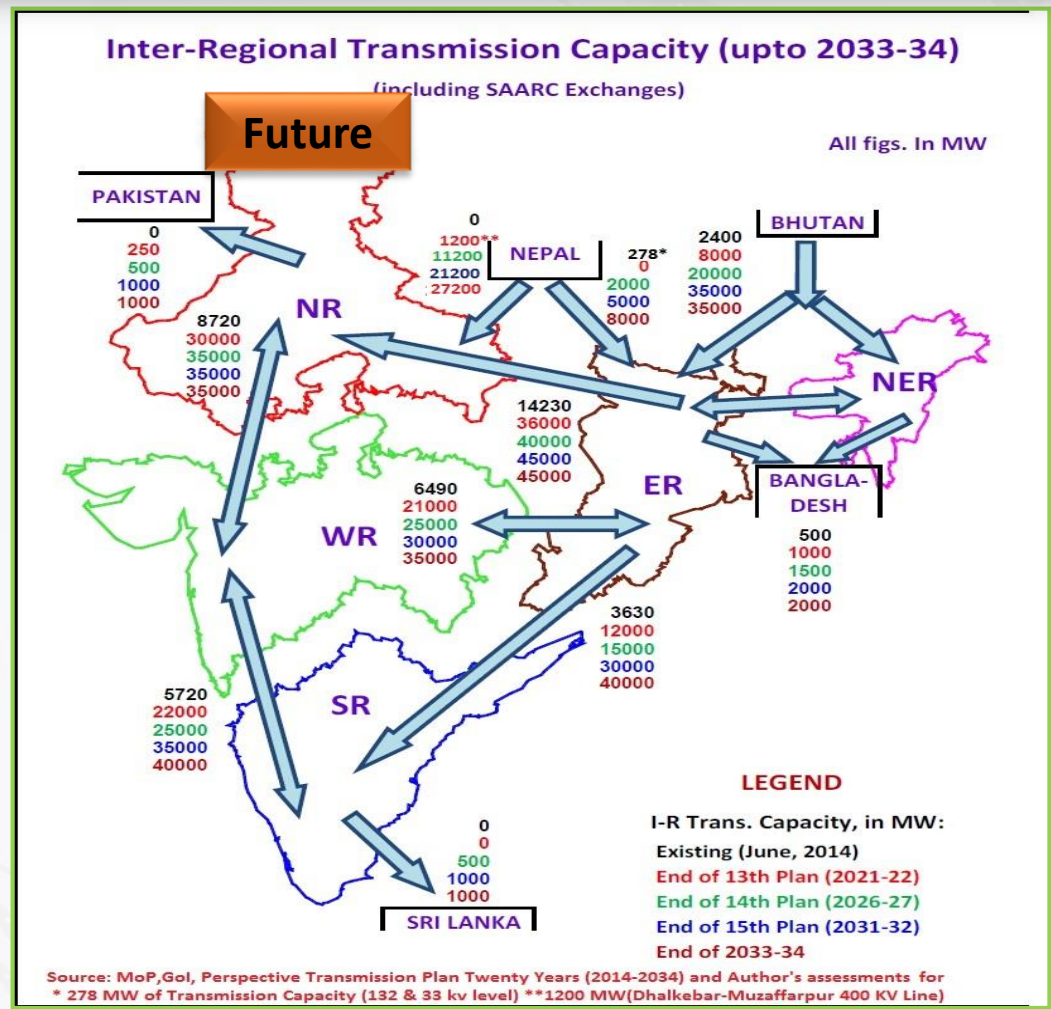 Inter-Regional Transmission Capacity (upto 2033-34)
(including SAARC Exchanges)
Future
All figs. In MW
PAKISTAN
0
250
500
1000
1000
0
1200**
11200
21200
27200
NEPAL
278*
0
2000
5000
8000
2400
8000
20000
35000
35000
BHUTAN
NR
8720
30000
35000
35000
35000
NER
14230
36000
40000
45000
45000
ER
BANGLA-
DESH
500
1000
1500
2000
2000
WR
6490
21000
25000
30000
35000
3630
12000
15000
30000
40000
SR
5720
22000
25000
35000
40000
0
0
500
1000
1000
SRI LANKA
LEGEND
I-R Trans. Capacity, in MW:
Existing (June, 2014)
End of 13th Plan (2021-22)
End of 14th Plan (2026-27)
End of 15th Plan (2031-32)
End of 2033-34
Source: MoP,GoI, Perspective Transmission Plan Twenty Years (2014-2034) and Author's assessments for
* 278 MW of Transmission Capacity (132 & 33 kv level) **1200 MW(Dhalkebar-Muzaffarpur 400 KV Line)